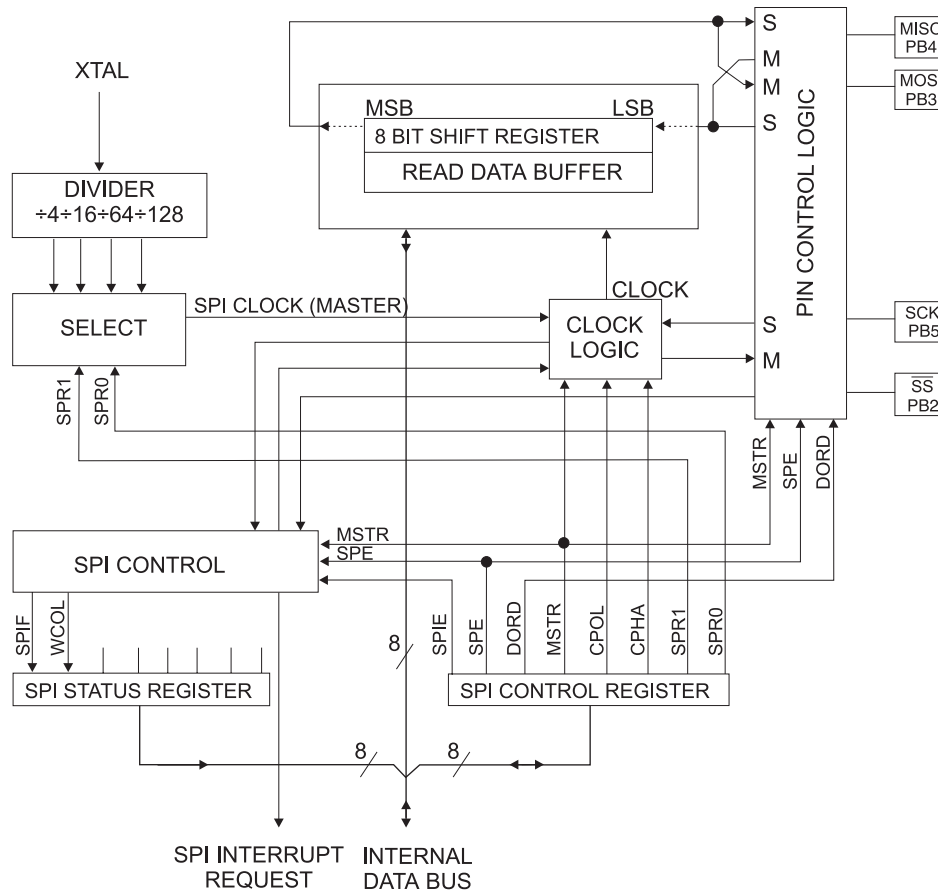 S
MISO
PB4
M
XTAL
M
MOSI
PB3
MSB
LSB
S
8 BIT SHIFT REGISTER
READ DATA BUFFER
DIVIDER
÷4÷16÷64÷128
PIN CONTROL LOGIC
SPI CLOCK (MASTER)
CLOCK
SELECT
CLOCK
LOGIC
S
M
SCK
PB5
SS
PB2
SPR1
SPR0
MSTR
SPE
DORD
MSTR
SPE
SPI CONTROL
SPIF
WCOL
8
SPIE
SPE
DORD
MSTR
CPOL
CPHA
SPR1
SPR0
SPI STATUS REGISTER
SPI CONTROL REGISTER
8
8
SPI INTERRUPT
REQUEST
INTERNAL
DATA BUS